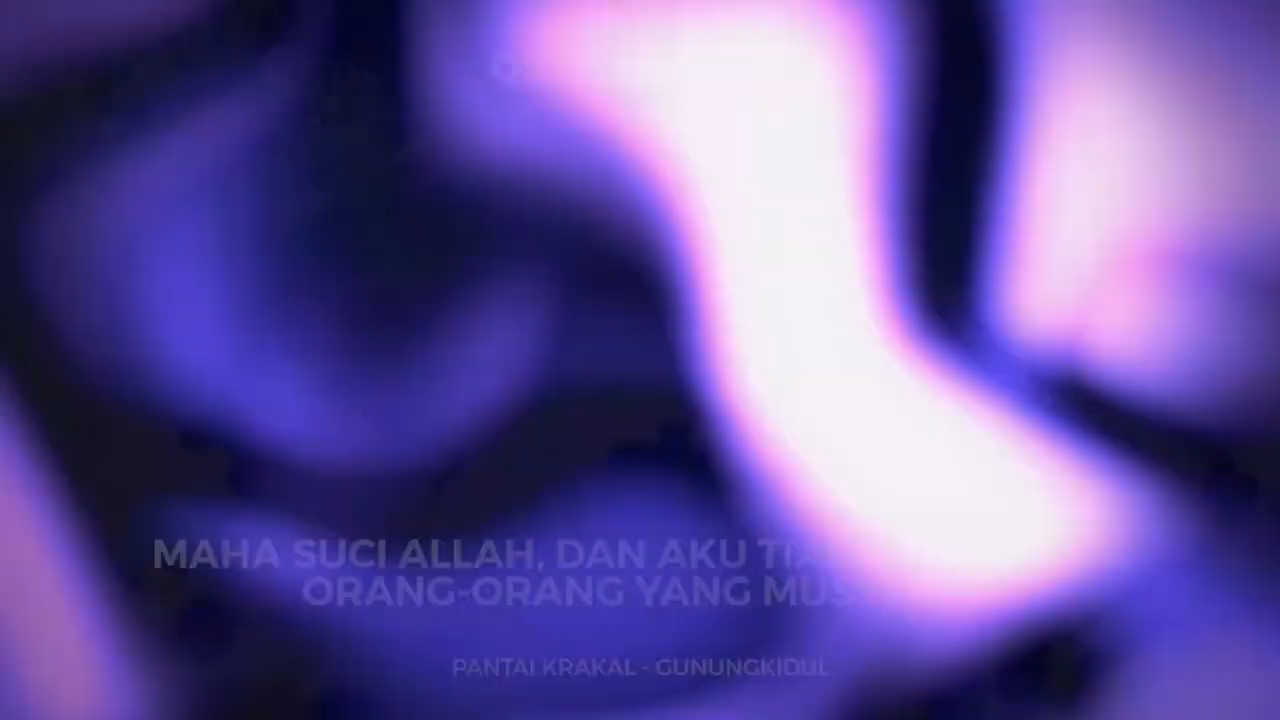 MAHA SUCI ALLAH, DAN AKU
ORANG-ORANG YANG
PANTAI KRAKAL - GUNUNGKIDUL